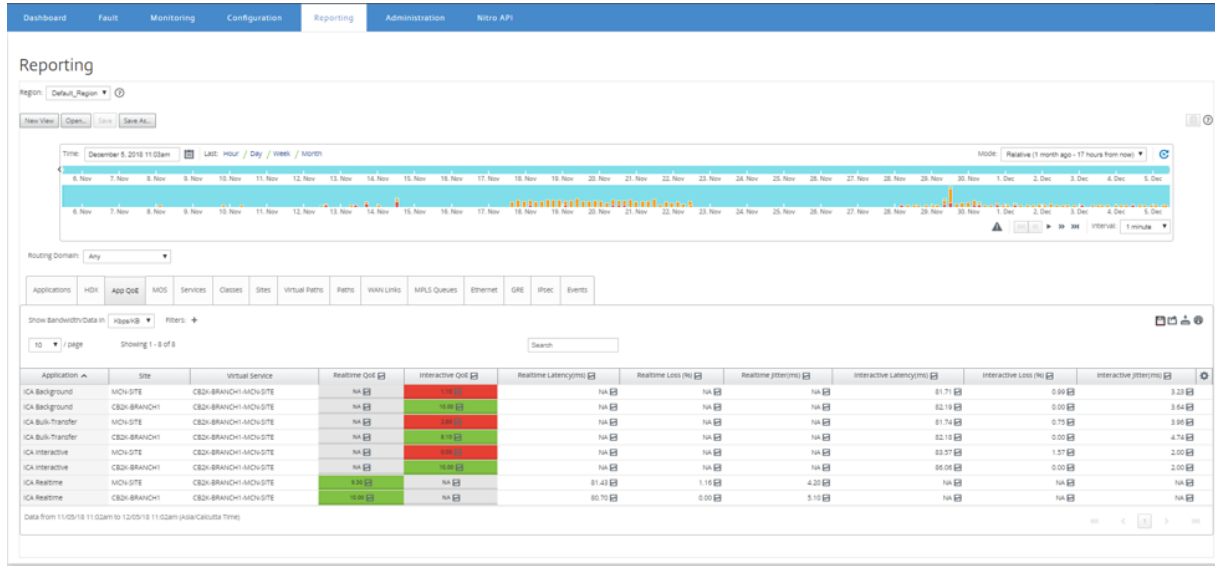 Dashboard Fault Monitoring Configuration Reporting Administration Nitro API
Reporting
Region: Default_Region
New View Open... Save Save As...
Time: December 5, 2018 11:03am Last: Hour / Day / Week / Month Mode: Relative (1 month ago - 17 hours from now)
6. Nov 7. Nov 8. Nov 9. Nov 10. Nov 11. Nov 12. Nov 13. Nov 14. Nov 15. Nov 16. Nov 17. Nov 18. Nov 19. Nov 20. Nov 21. Nov 22. Nov 23. Nov 24. Nov 25. Nov 26. Nov 27. Nov 28. Nov 29. Nov 30. Nov 1. Dec 2. Dec 3. Dec 4. Dec 5. Dec
6. Nov 7. Nov 8. Nov 9. Nov 10. Nov 11. Nov 12. Nov 13. Nov 14. Nov 15. Nov 16. Nov 17. Nov 18. Nov 19. Nov 20. Nov 21. Nov 22. Nov 23. Nov 24. Nov 25. Nov 26. Nov 27. Nov 28. Nov 29. Nov 30. Nov 1. Dec 2. Dec 3. Dec 4. Dec 5. Dec
Interval: 1 minute
Routing Domain: Any
Applications HDX App QoE MOS Services Classes Sites Virtual Paths Paths WAN Links MPLS Queues Ethernet GRE IPsec Events
Show Bandwidth/Data in Kbps/KB Filters: +
10 / page Showing 1 - 8 of 8 Search
Application Site Virtual Service Realtime QoE Interactive QoE Realtime Latency(ms) Realtime Loss (%) Realtime Jitter(ms) Interactive Latency(ms) Interactive Loss (%) Interactive Jitter(ms)
ICA Background MCN-SITE CB2K-BRANCH1-MCN-SITE NA NA NA NA 81.71 0.99 3.23
ICA Background CB2K-BRANCH1 CB2K-BRANCH1-MCN-SITE NA 10.00 NA NA NA 82.19 0.00 3.64
ICA Bulk-Transfer MCN-SITE CB2K-BRANCH1-MCN-SITE NA NA NA NA 81.74 0.75 3.96
ICA Bulk-Transfer CB2K-BRANCH1 CB2K-BRANCH1-MCN-SITE NA NA NA NA 82.18 0.00 4.74
ICA Interactive MCN-SITE CB2K-BRANCH1-MCN-SITE NA NA NA NA 83.57 1.57 2.00
ICA Interactive CB2K-BRANCH1 CB2K-BRANCH1-MCN-SITE NA 10.00 NA NA NA 86.06 0.00 2.00
ICA Realtime MCN-SITE CB2K-BRANCH1-MCN-SITE NA 81.43 1.16 4.20 NA NA NA
ICA Realtime CB2K-BRANCH1 CB2K-BRANCH1-MCN-SITE 10.00 NA 80.70 0.00 5.10 NA NA NA
Data from 11/05/18 11:02am to 12/05/18 11:02am (Asia/Calcutta Time) 1